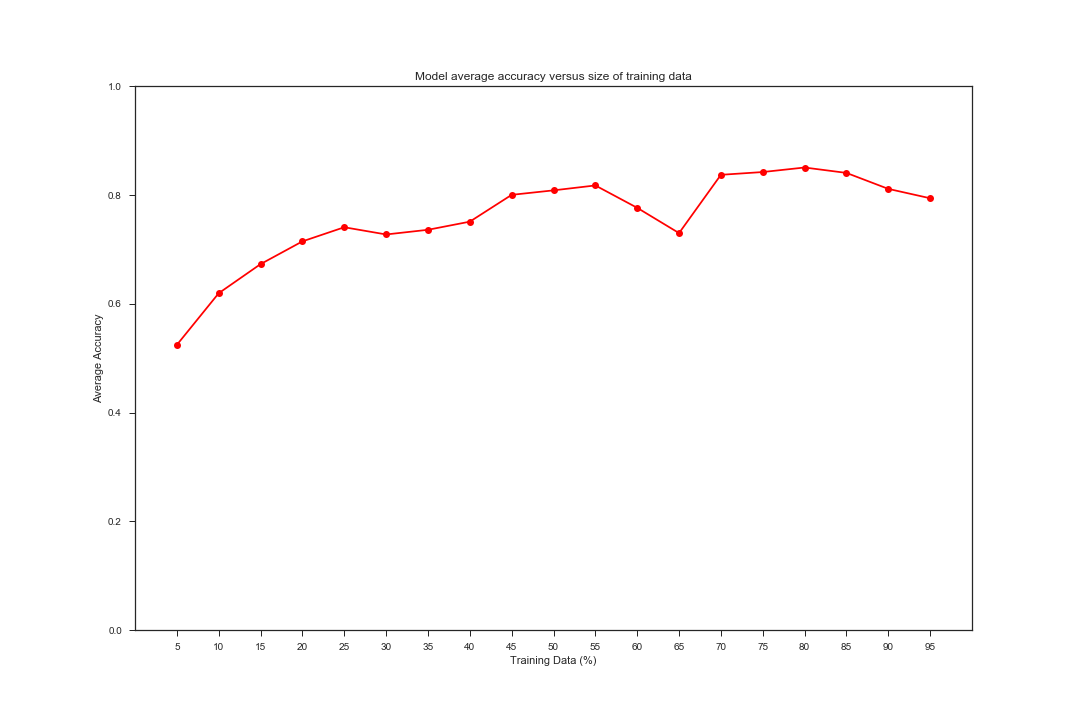 Model average accuracy versus size of training data
1.0
0.8
0.6
0.4
0.2
0.0
Average Accuracy
5 10 15 20 25 30 35 40 45 50 55 60 65 70 75 80 85 90 95
Training Data (%)